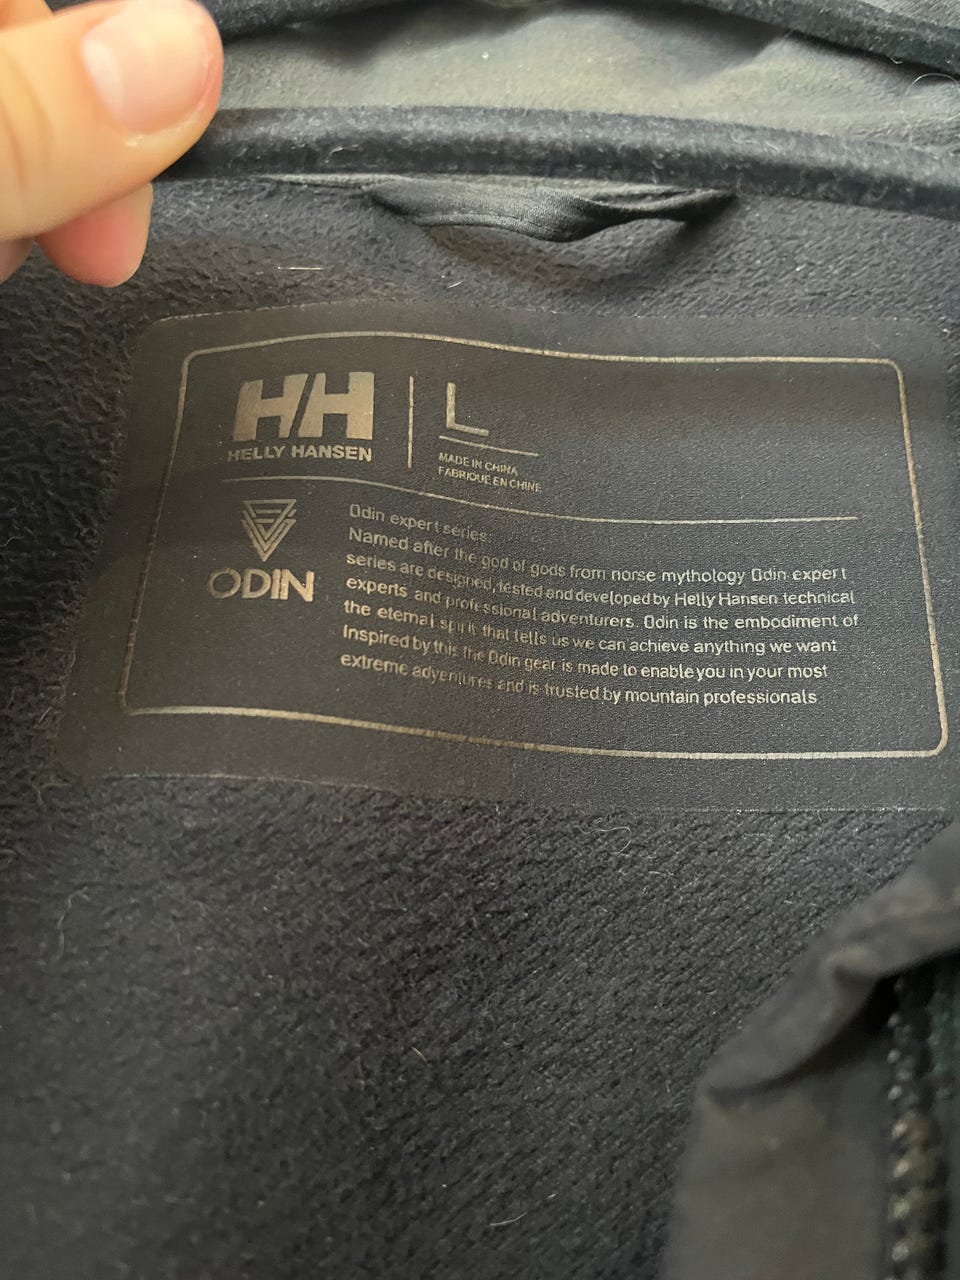 HH
HELLY HANSEN
L
MADE IN CHINA
FABRIQUE EN CHINE
ODIN
Odin expert series:
Named after the god of gods from norse mythology Odin expert
series are designed, tested and developed by Helly Hansen technical
experts and professional adventurers. Odin is the embodiment of
the eternal spirit that tells us we can achieve anything we want
Inspired by this the Odin gear is made to enable you in your most
extreme adventures and is trusted by mountain professionals